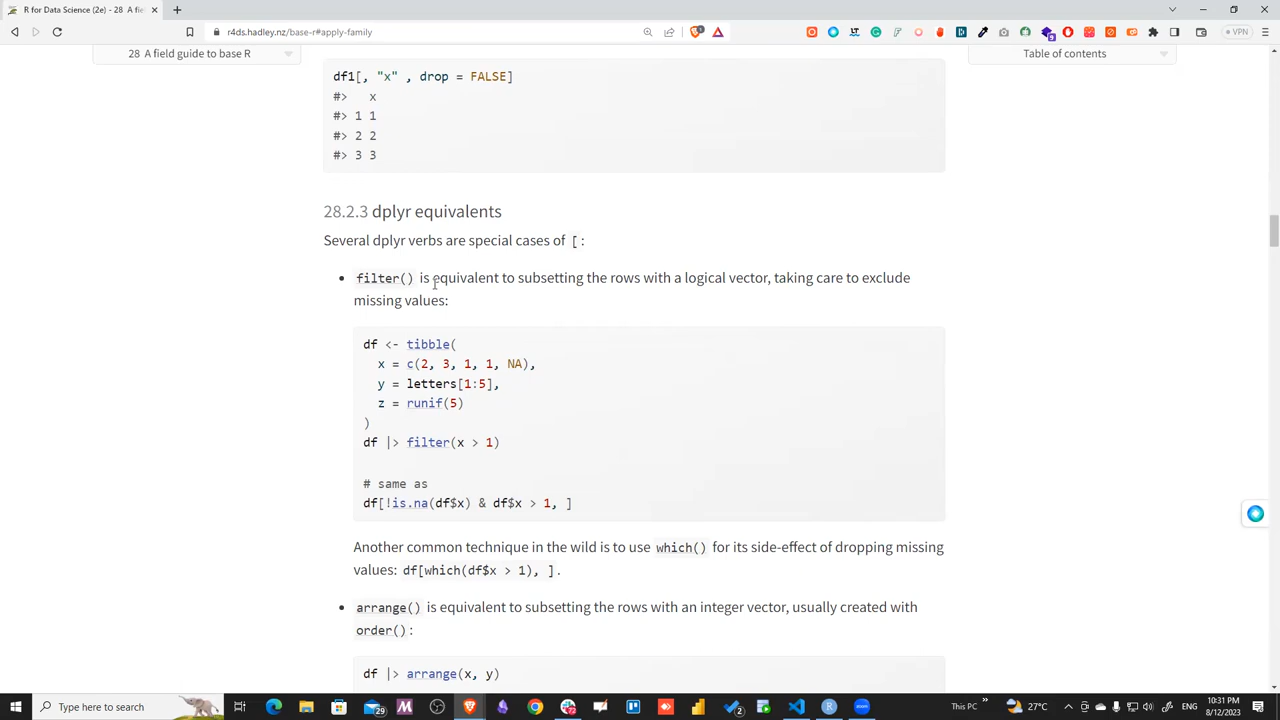 R for Data Science (2e) - 28 A fiel
r4ds.hadley.nz/base-r#apply-family
VPN
28 A field guide to base R
Table of contents
df1[, "x" , drop = FALSE]
#>   x
#> 1 1
#> 2 2
#> 3 3
28.2.3 dplyr equivalents
Several dplyr verbs are special cases of [:
• filter() is equivalent to subsetting the rows with a logical vector, taking care to exclude
missing values:
df <- tibble(
  x = c(2, 3, 1, 1, NA),
  y = letters[1:5],
  z = runif(5)
)
df |> filter(x > 1)
# same as
df[!is.na(df$x) & df$x > 1, ]
Another common technique in the wild is to use which() for its side-effect of dropping missing
values: df[which(df$x > 1), ].
• arrange() is equivalent to subsetting the rows with an integer vector, usually created with
order():
df |> arrange(x, y)
Type here to search
29
2
This PC
27°C
10:31 PM
8/12/2023